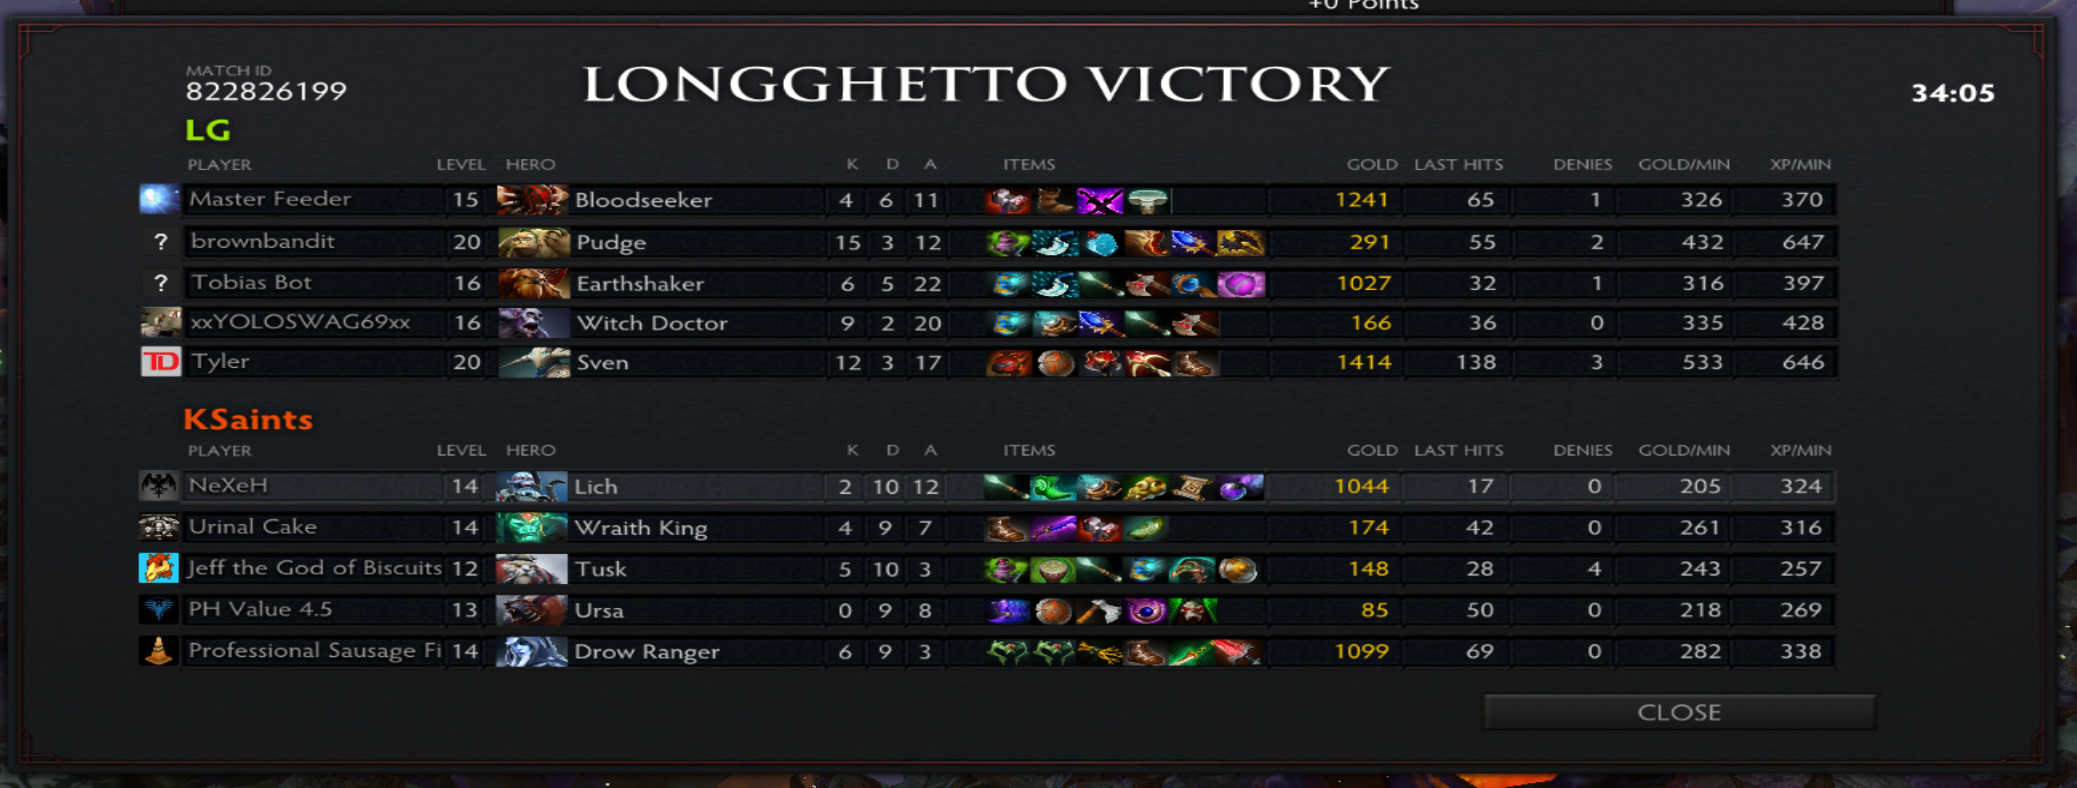 +0 Points
MATCH ID
822826199
LONGGHETTO VICTORY
34:05
LG
PLAYER LEVEL HERO K D A ITEMS GOLD LAST HITS DENIES GOLD/MIN XP/MIN
Master Feeder 15 Bloodseeker 4 6 11 1241 65 1 326 370
? brownbandit 20 Pudge 15 3 12 291 55 2 432 647
? Tobias Bot 16 Earthshaker 6 5 22 1027 32 1 316 397
xxYOLOSWAG69xx 16 Witch Doctor 9 2 20 166 36 0 335 428
TD Tyler 20 Sven 12 3 17 1414 138 3 533 646
KSaints
PLAYER LEVEL HERO K D A ITEMS GOLD LAST HITS DENIES GOLD/MIN XP/MIN
NeXeH 14 Lich 2 10 12 1044 17 0 205 324
Urinal Cake 14 Wraith King 4 9 7 174 42 0 261 316
Jeff the God of Biscuits 12 Tusk 5 10 3 148 28 4 243 257
PH Value 4.5 13 Ursa 0 9 8 85 50 0 218 269
Professional Sausage Fi 14 Drow Ranger 6 9 3 1099 69 0 282 338
CLOSE